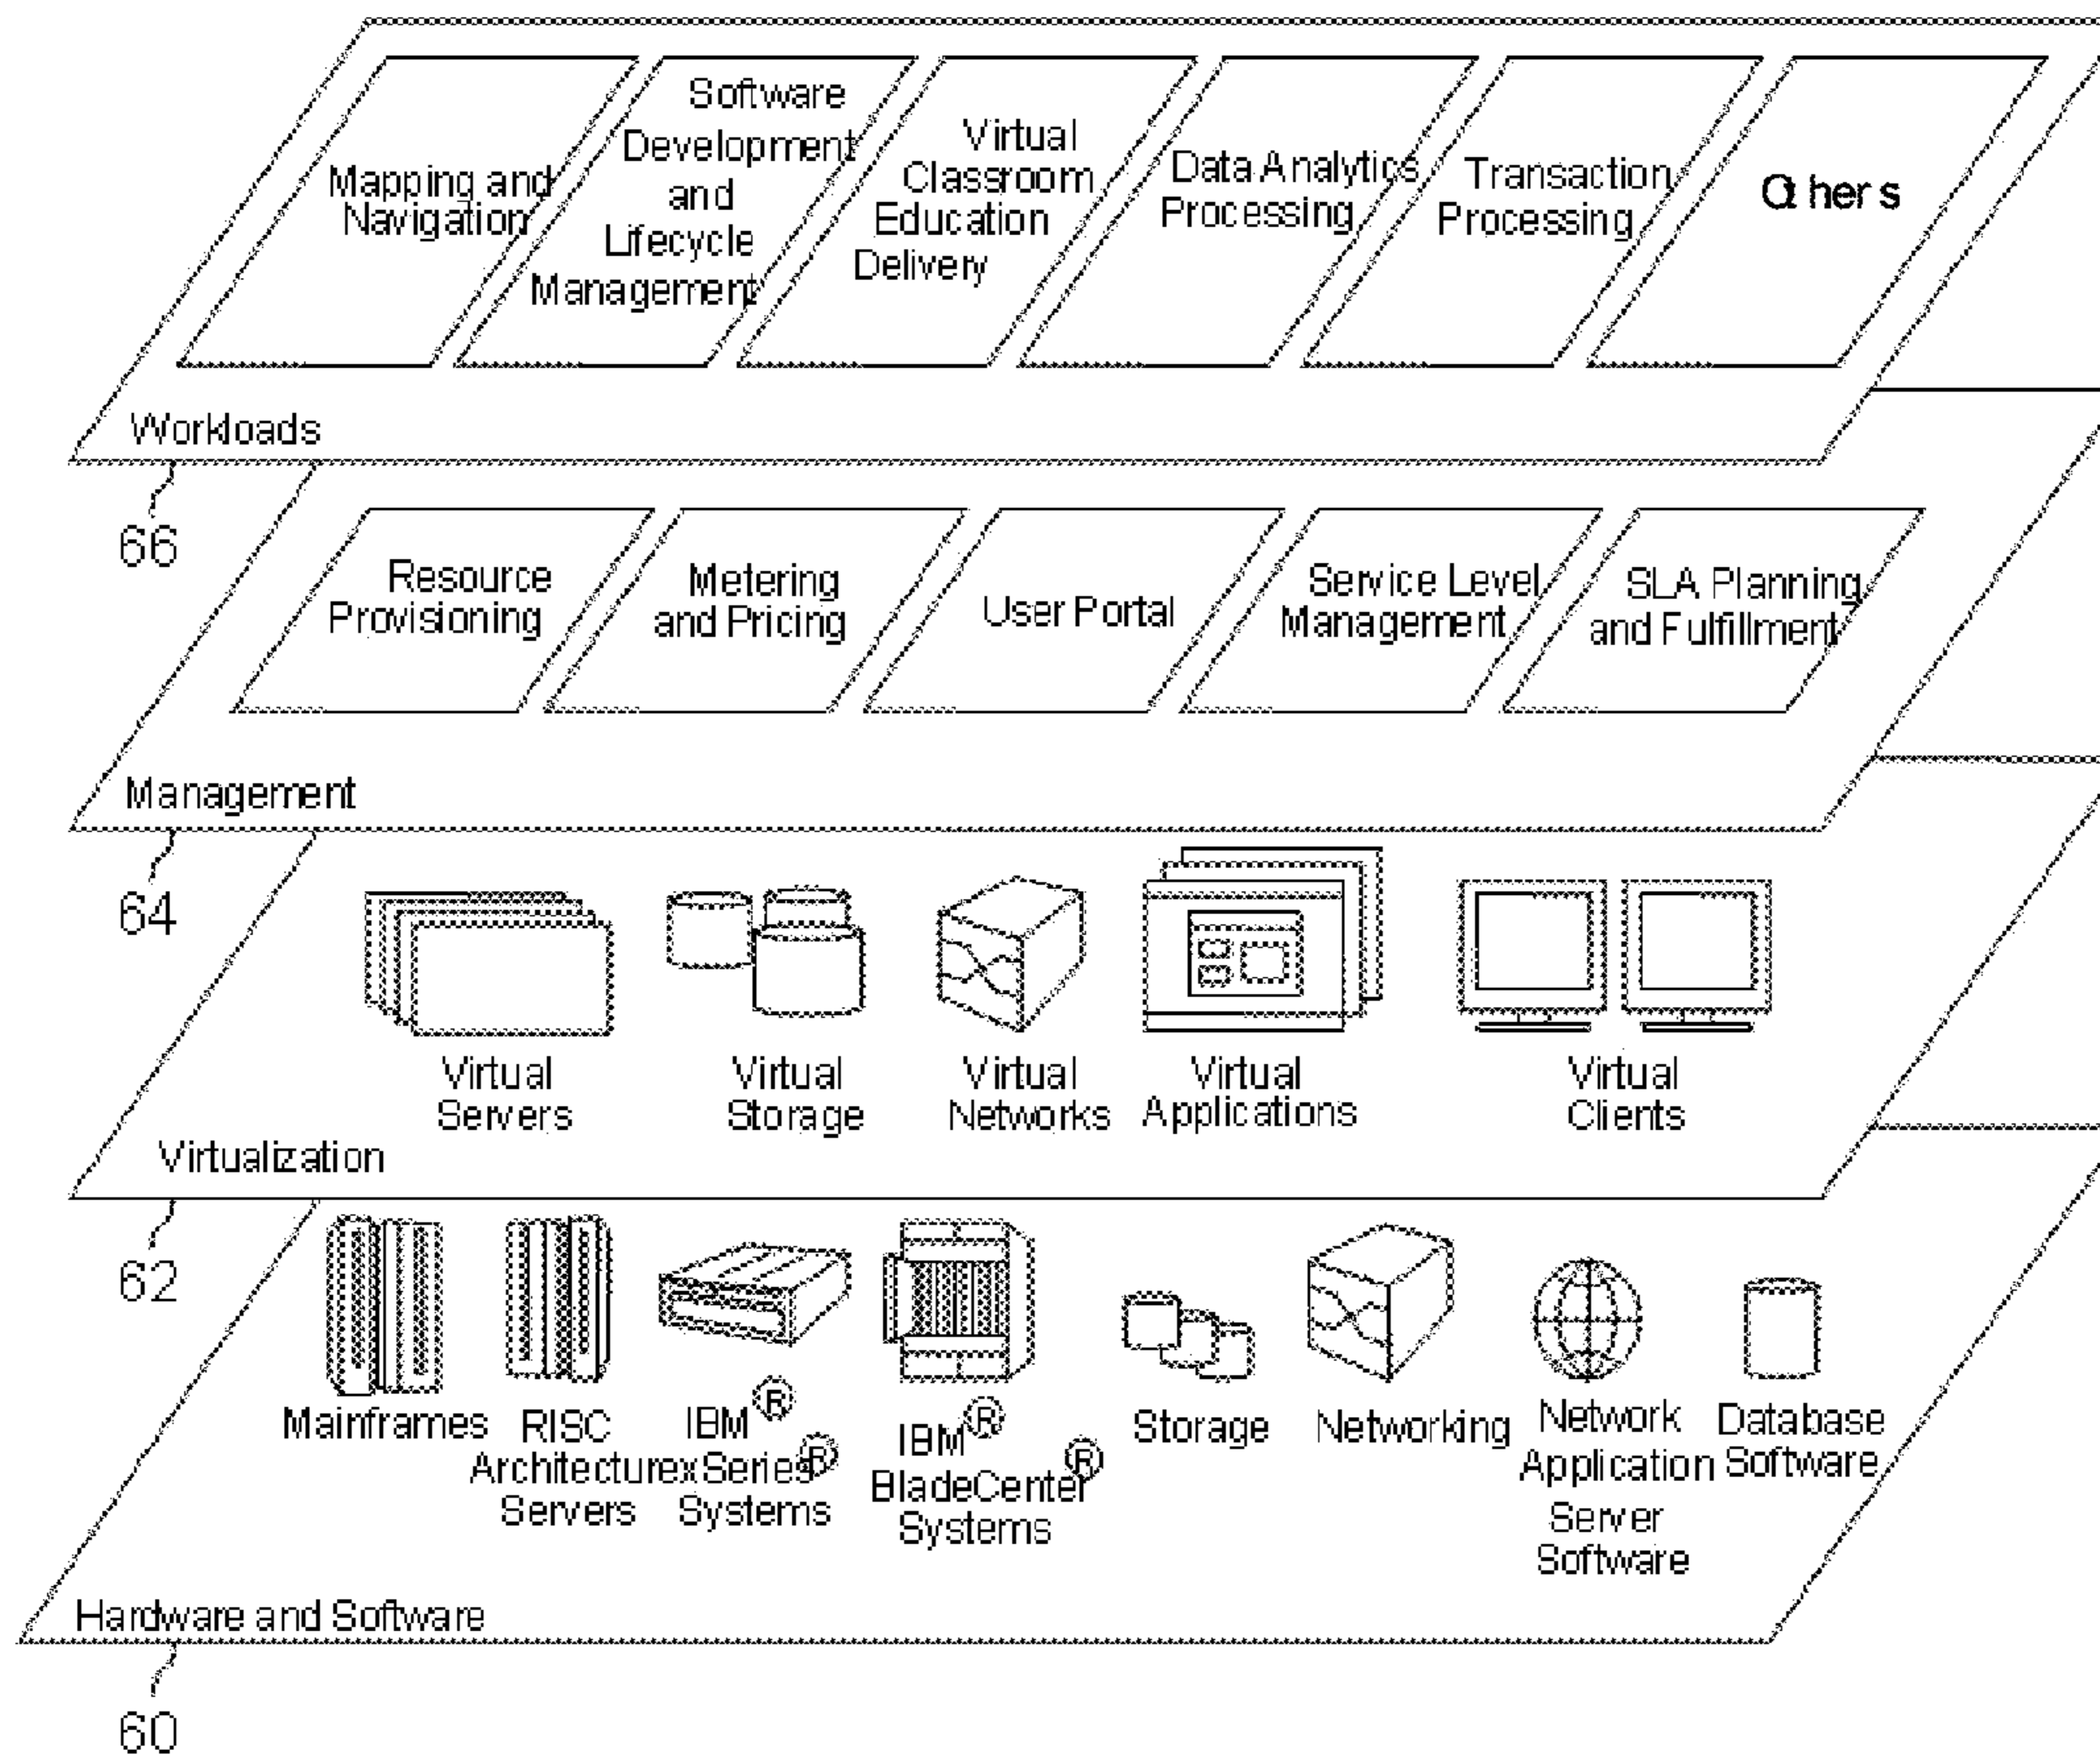 Mapping and
Navigation
Software
Development
and
Lifecycle
Management
Virtual
Classroom
Education
Delivery
Data Analytics
Processing
Transaction
Processing
Others
Workloads
66
Resource
Provisioning
Metering
and Pricing
User Portal
Service Level
Management
SLA Planning
and Fulfillment
Management
64
Virtual
Servers
Virtual
Storage
Virtual
Networks
Virtual
Applications
Virtual
Clients
Virtualization
62
Mainframes
RISC
Architecture
Servers
IBM®
xSeries®
Systems
IBM®
BladeCenter®
Systems
Storage
Networking
Network
Application
Server
Software
Database
Software
Hardware and Software
60